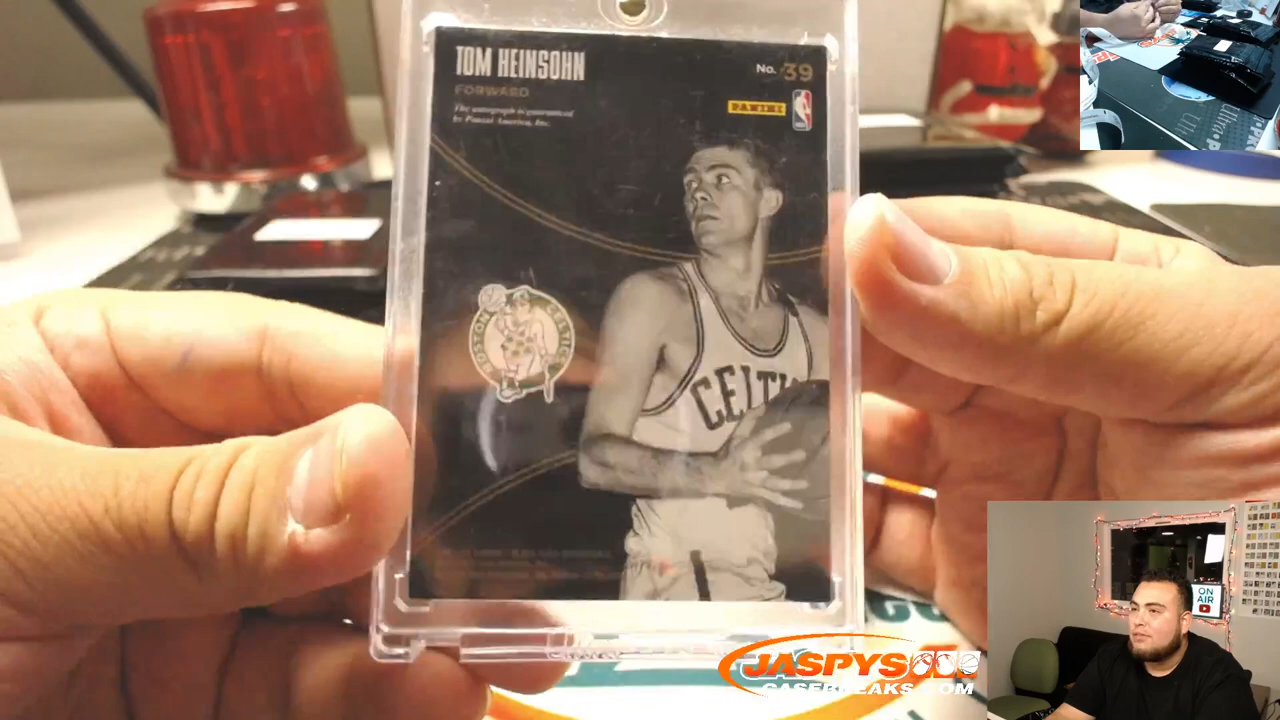 TOM HEINSOHN
No. 39
FORWARD
The autograph is guaranteed
by Panini America, Inc.
PANINI
BOSTON CELTICS
CELTI
ON
AIR
JASPYS
CASEBREAKS.COM